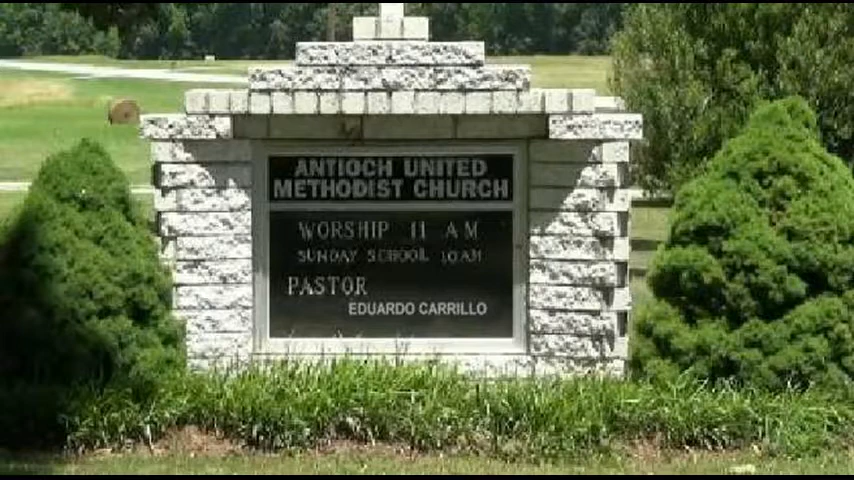 ANTIOCH UNITED
METHODIST CHURCH
WORSHIP 11 AM
SUNDAY SCHOOL 10AM
PASTOR
EDUARDO CARRILLO